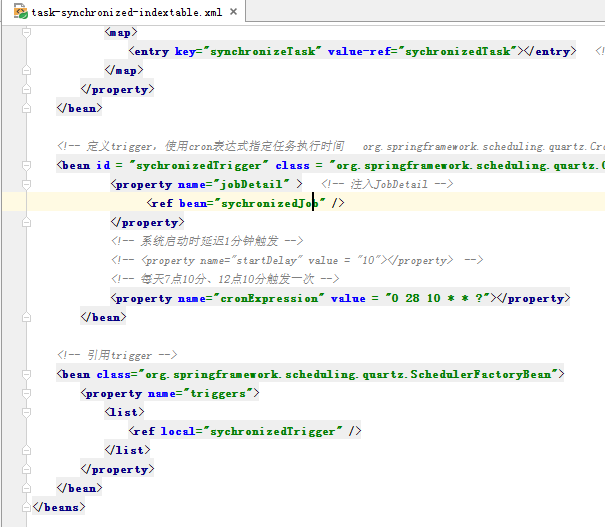 task-synchronized-indextable.xml
<map>
<entry key="synchronizeTask" value-ref="sychronizedTask"></entry> <!
</map>
</property>
</bean>
<!-- 定义trigger，使用cron表达式指定任务执行时间 org.springframework.scheduling.quartz.Cro
<bean id = "sychronizedTrigger" class = "org.springframework.scheduling.quartz.C
<property name="jobDetail" > <!-- 注入JobDetail -->
<ref bean="sychronizedJob" />
</property>
<!-- 系统启动时延迟1分钟触发 -->
<!-- <property name="startDelay" value = "10"></property> -->
<!-- 每天7点10分、12点10分触发一次 -->
<property name="cronExpression" value = "0 28 10 * * ?"></property>
</bean>
<!-- 引用trigger -->
<bean class="org.springframework.scheduling.quartz.SchedulerFactoryBean">
<property name="triggers">
<list>
<ref local="sychronizedTrigger" />
</list>
</property>
</bean>
</beans>